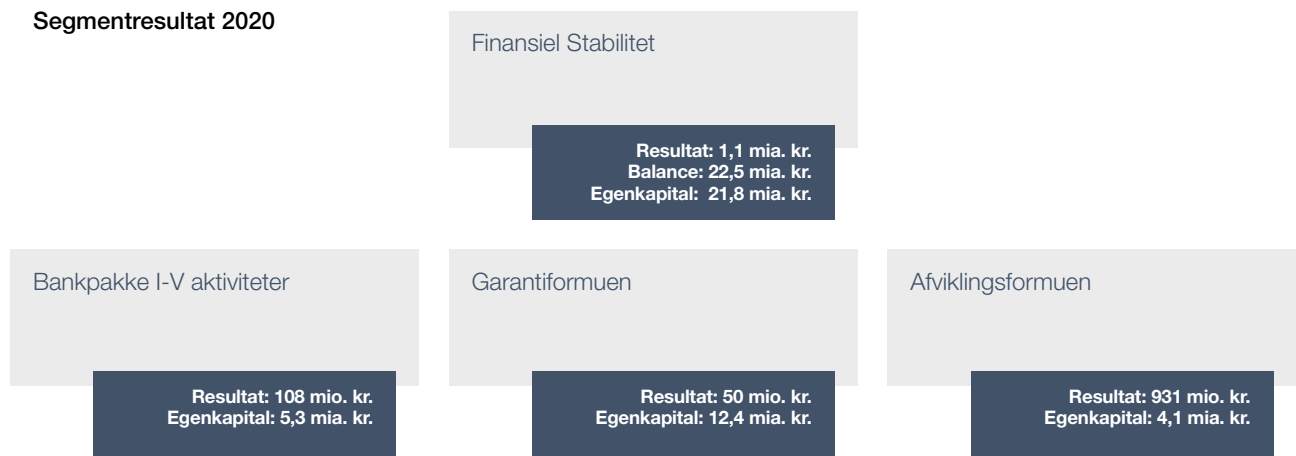 Segmentresultat 2020
Finansiel Stabilitet
Resultat: 1,1 mia. kr.
Balance: 22,5 mia. kr.
Egenkapital: 21,8 mia. kr.
Bankpakke I-V aktiviteter
Resultat: 108 mio. kr.
Egenkapital: 5,3 mia. kr.
Garantiformuen
Resultat: 50 mio. kr.
Egenkapital: 12,4 mia. kr.
Afviklingsformuen
Resultat: 931 mio. kr.
Egenkapital: 4,1 mia. kr.